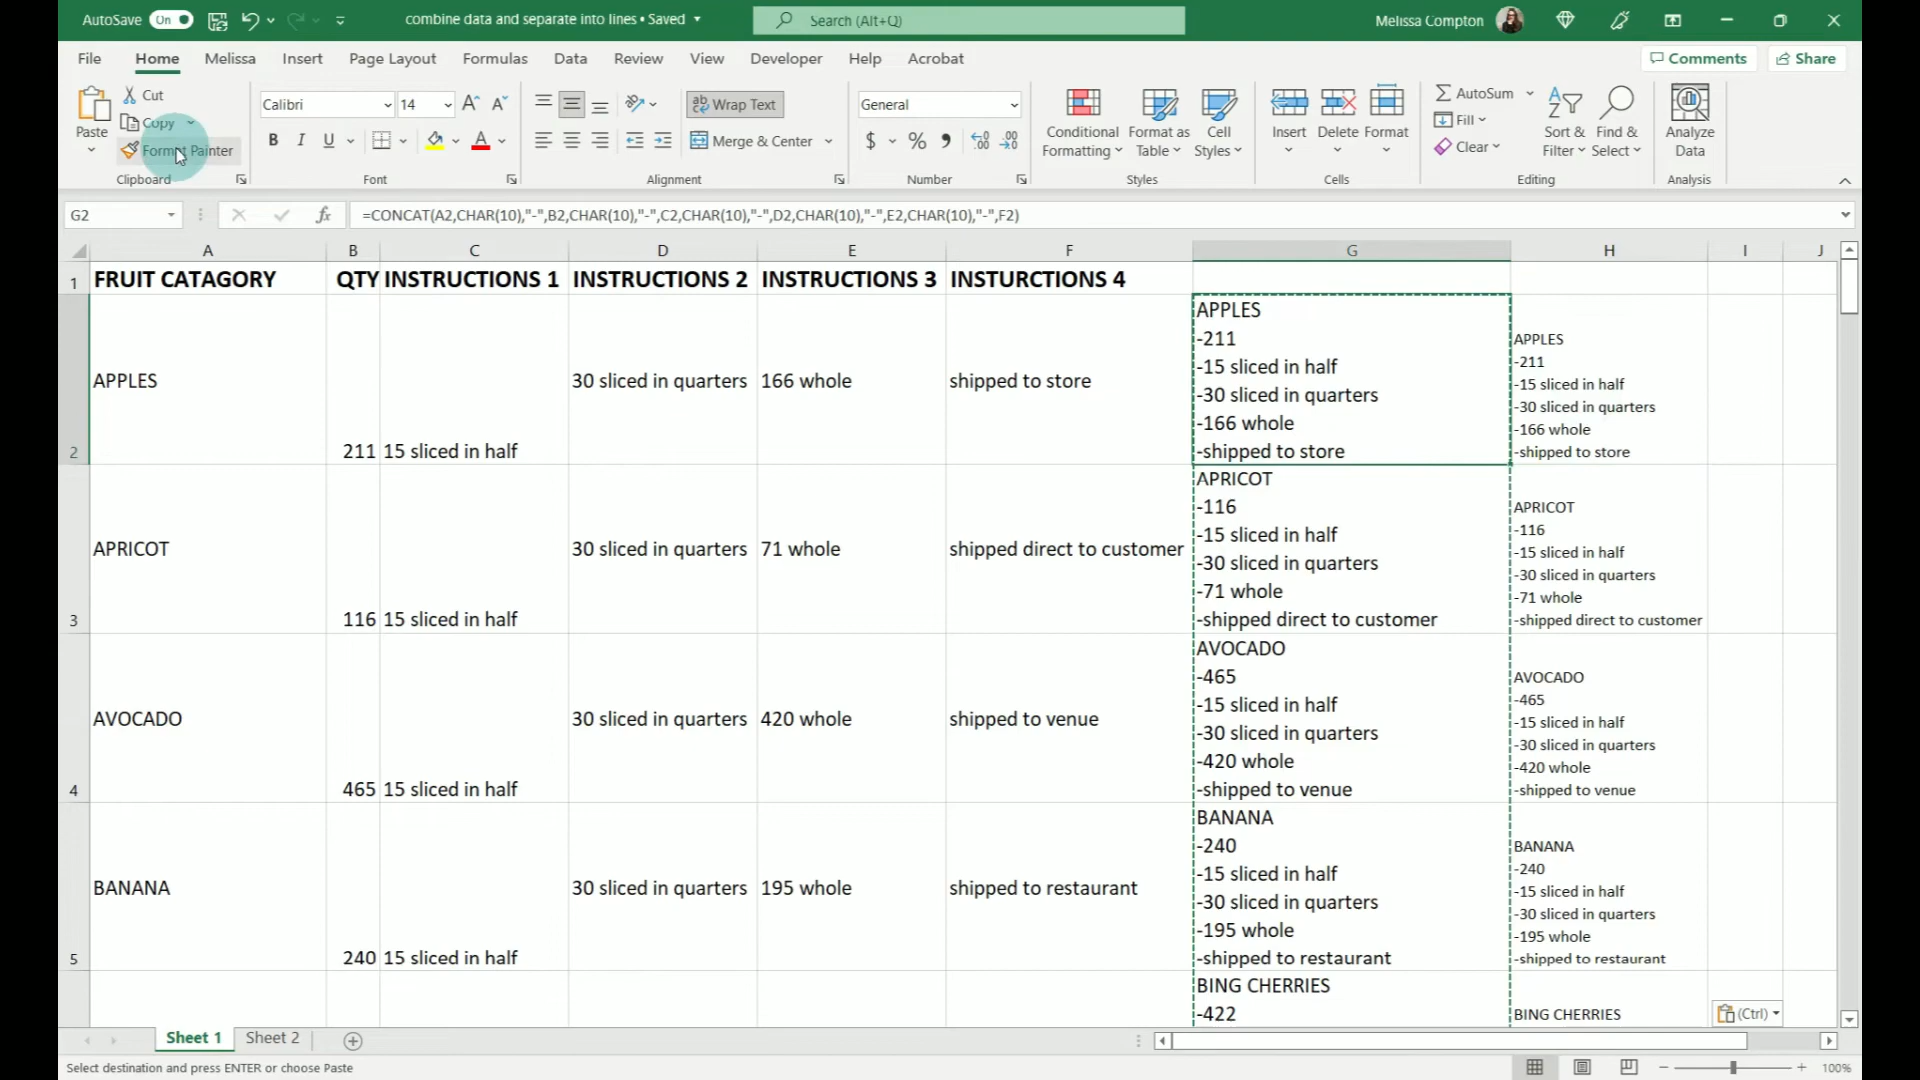 AutoSave On combine data and separate into lines • Saved Search (Alt+Q) Melissa Compton
File Home Melissa Insert Page Layout Formulas Data Review View Developer Help Acrobat Comments Share
Paste
Cut
Copy
Format Painter
Clipboard
Calibri 14
B I U
Font
Wrap Text
Merge & Center
Alignment
General
$ % ,
Number
Conditional Formatting
Format as Table
Cell Styles
Styles
Insert Delete Format
Cells
AutoSum
Fill
Clear
Sort & Filter
Find & Select
Editing
Analyze Data
Analysis
G2 fx =CONCAT(A2,CHAR(10),"-",B2,CHAR(10),"-",C2,CHAR(10),"-",D2,CHAR(10),"-",E2,CHAR(10),"-",F2)
A B C D E F G H I J
1 FRUIT CATAGORY QTY INSTRUCTIONS 1 INSTRUCTIONS 2 INSTRUCTIONS 3 INSTURCTIONS 4
2 APPLES 211 15 sliced in half 30 sliced in quarters 166 whole shipped to store
APPLES
-211
-15 sliced in half
-30 sliced in quarters
-166 whole
-shipped to store
APPLES
-211
-15 sliced in half
-30 sliced in quarters
-166 whole
-shipped to store
3 APRICOT 116 15 sliced in half 30 sliced in quarters 71 whole shipped direct to customer
APRICOT
-116
-15 sliced in half
-30 sliced in quarters
-71 whole
-shipped direct to customer
APRICOT
-116
-15 sliced in half
-30 sliced in quarters
-71 whole
-shipped direct to customer
4 AVOCADO 465 15 sliced in half 30 sliced in quarters 420 whole shipped to venue
AVOCADO
-465
-15 sliced in half
-30 sliced in quarters
-420 whole
-shipped to venue
AVOCADO
-465
-15 sliced in half
-30 sliced in quarters
-420 whole
-shipped to venue
5 BANANA 240 15 sliced in half 30 sliced in quarters 195 whole shipped to restaurant
BANANA
-240
-15 sliced in half
-30 sliced in quarters
-195 whole
-shipped to restaurant
BANANA
-240
-15 sliced in half
-30 sliced in quarters
-195 whole
-shipped to restaurant
BING CHERRIES
-422
BING CHERRIES
(Ctrl)
Sheet 1 Sheet 2
Select destination and press ENTER or choose Paste 100%